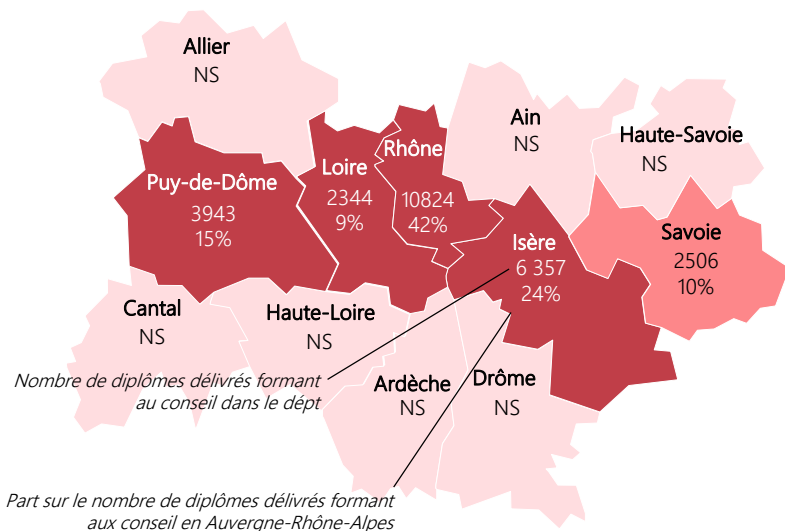 Allier
NS
Ain
NS
Haute-Savoie
NS
Rhône
10824
42%
Loire
2344
9%
Puy-de-Dôme
3943
15%
Isère
6 357
24%
Savoie
2506
10%
Cantal
NS
Haute-Loire
NS
Ardèche
NS
Drôme
NS
Nombre de diplômes délivrés formant
au conseil dans le dépt
Part sur le nombre de diplômes délivrés formant
aux conseil en Auvergne-Rhône-Alpes